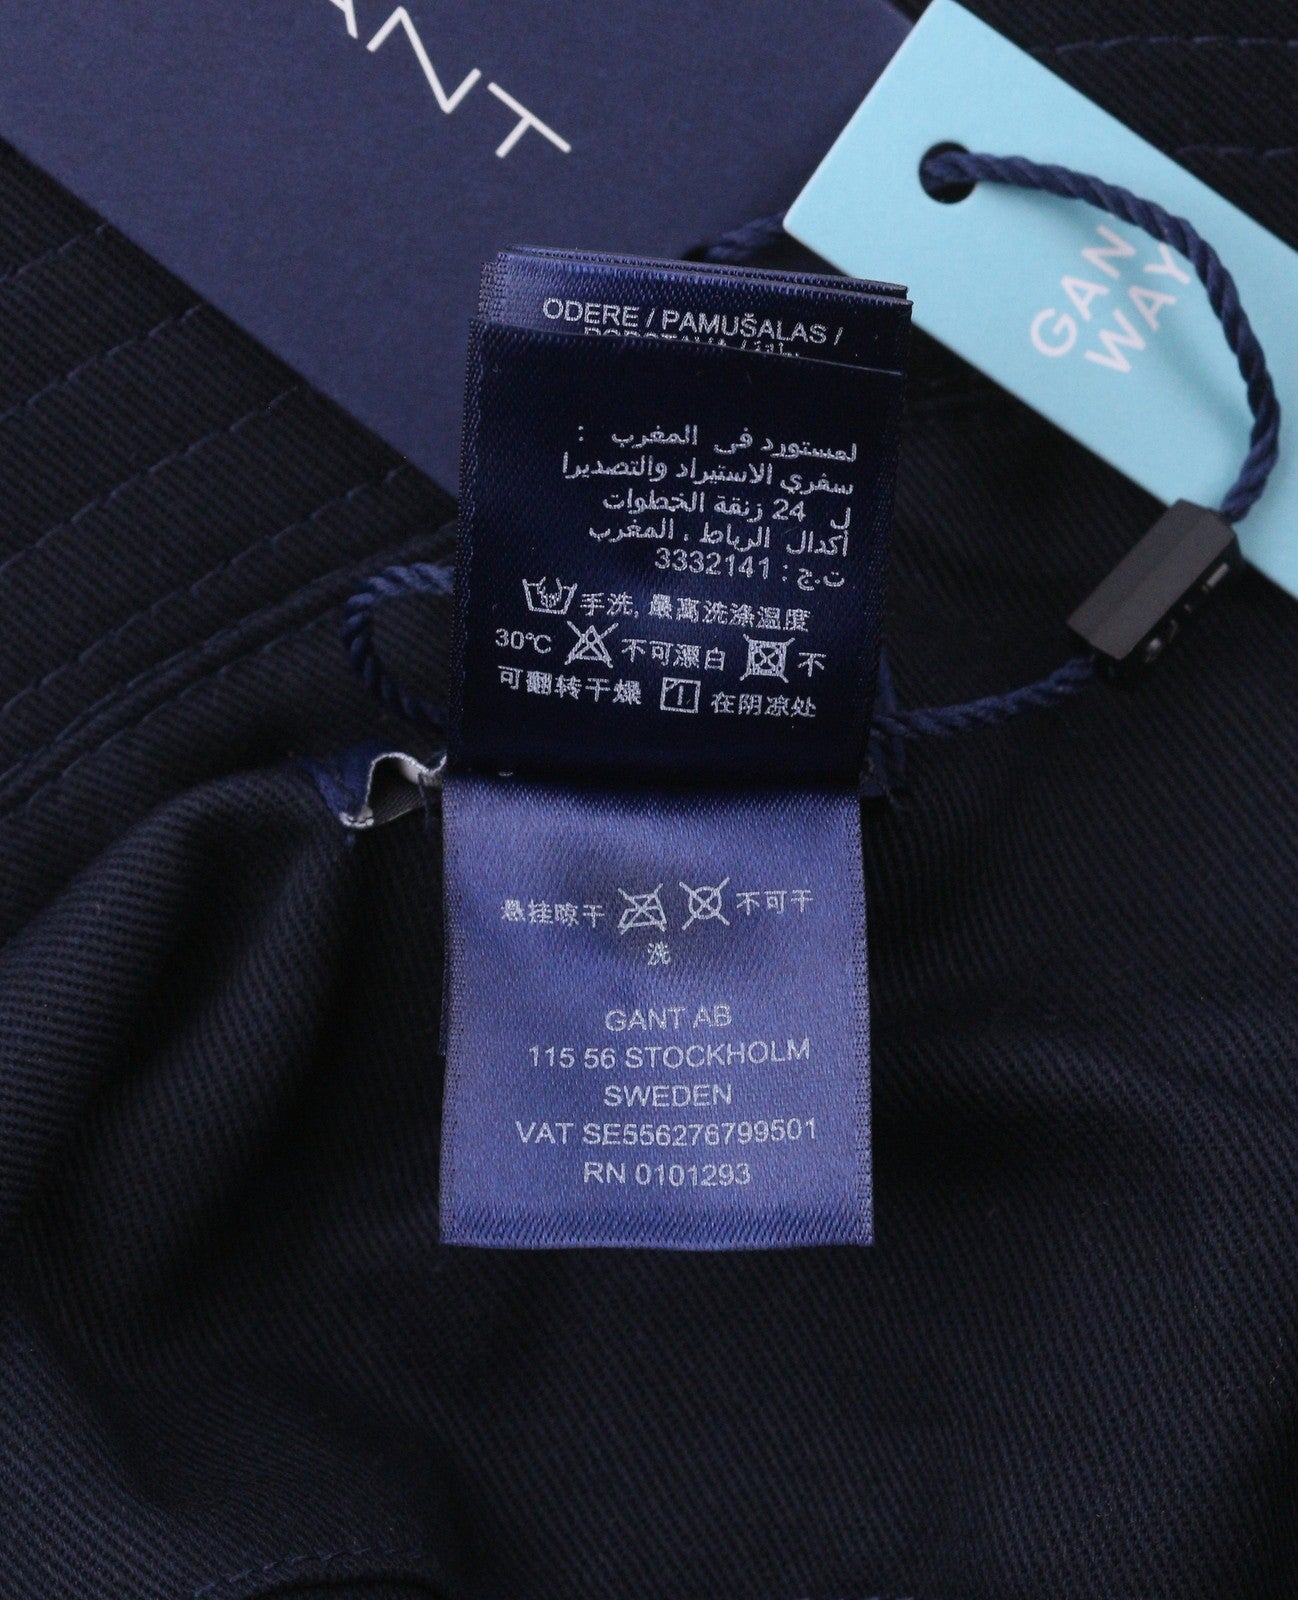 ANT
GAN
WAY
ODERE / PAMUŠALAS /
لمستورد في المغرب :
سفري الاستيراد والتصديرا
ل 24 زنقة الخطوات
أكدال الرباط ، المغرب
ت.ج : 3332141
手洗, 最高洗涤温度
30℃ 不可漂白 不
可翻转干燥 在阴凉处
悬挂晾干 不可干
洗
GANT AB
115 56 STOCKHOLM
SWEDEN
VAT SE556276799501
RN 0101293